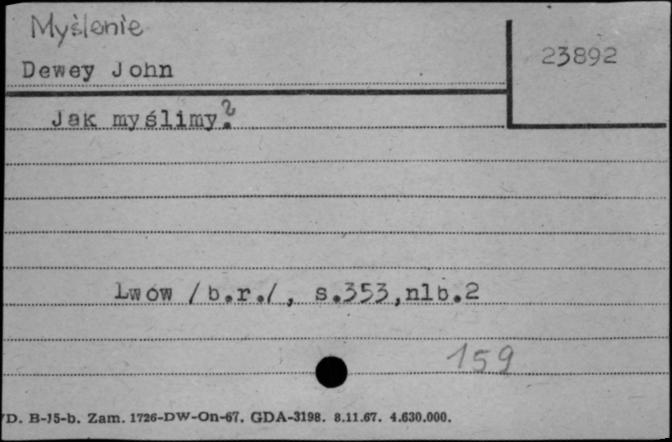 Myślenie
23892
Dewey John
Jak myślimy?
Lwów /b.r./, s.353,nlb.2
159
D. B-15-b. Zam. 1726-DW-On-67. GDA-3198. 8.11.67. 4.630.000.